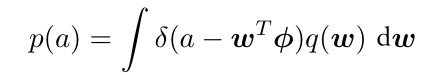 p(a) = ∫ δ(a − w^T ϕ)q(w) dw